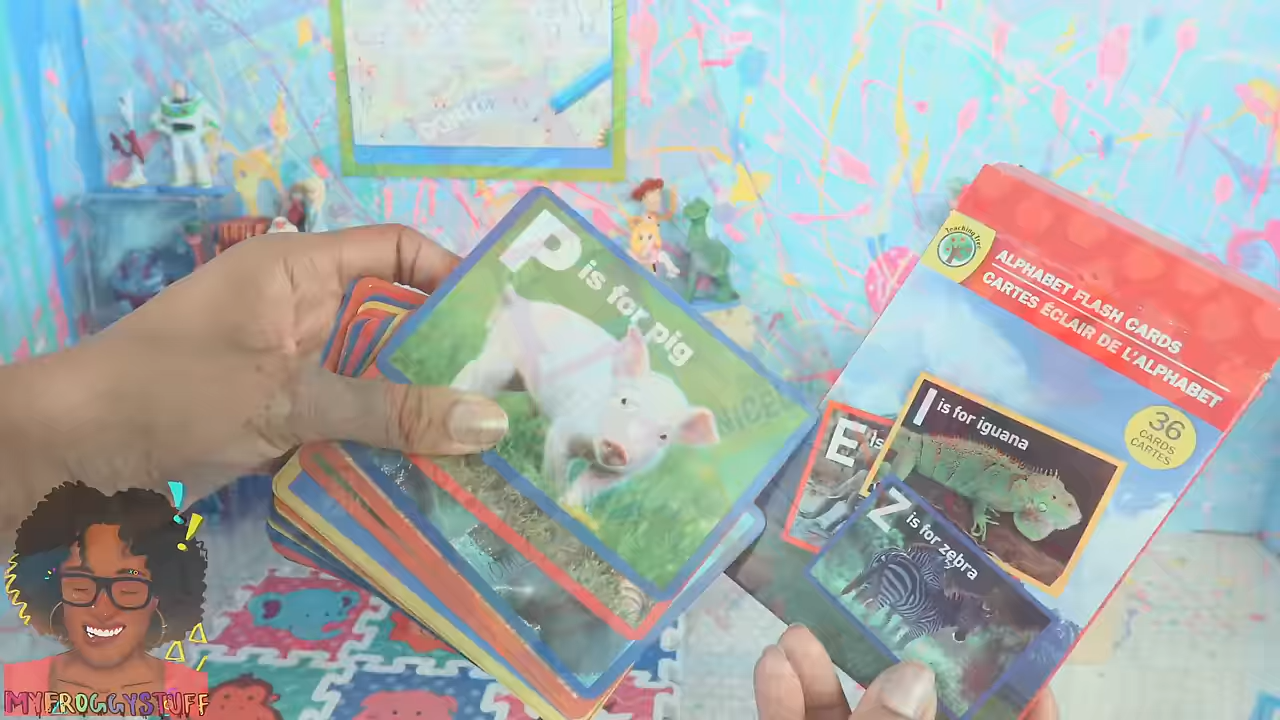 P is for pig
Teaching Tree
ALPHABET FLASH CARDS
CARTES ÉCLAIR DE L'ALPHABET
36
CARDS
CARTES
E is
I is for iguana
Z is for zebra
MYFROGGYSTUFF